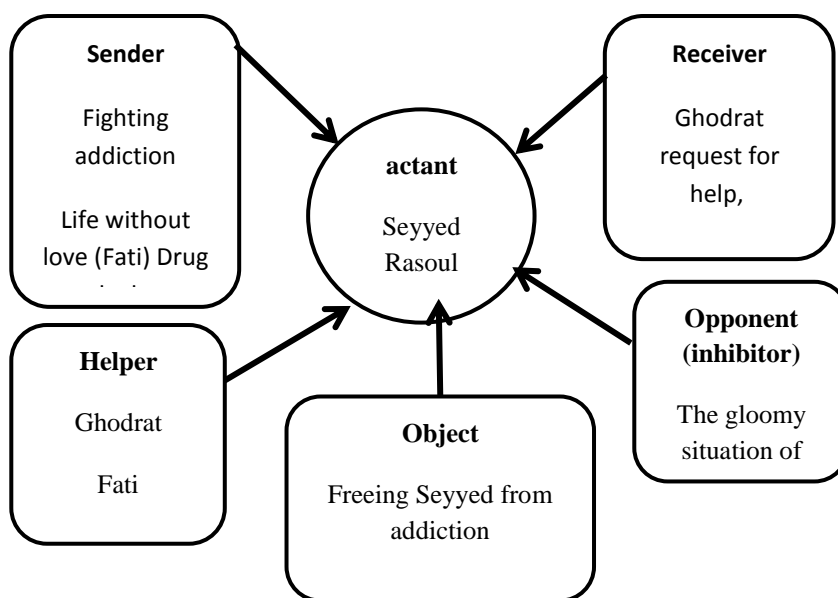 Sender
Fighting
addiction
Life without
love (Fati) Drug
Receiver
Ghodrat
request for
help,
actant
Seyyed
Rasoul
Helper
Ghodrat
Fati
Object
Freeing Seyyed from
addiction
Opponent
(inhibitor)
The gloomy
situation of